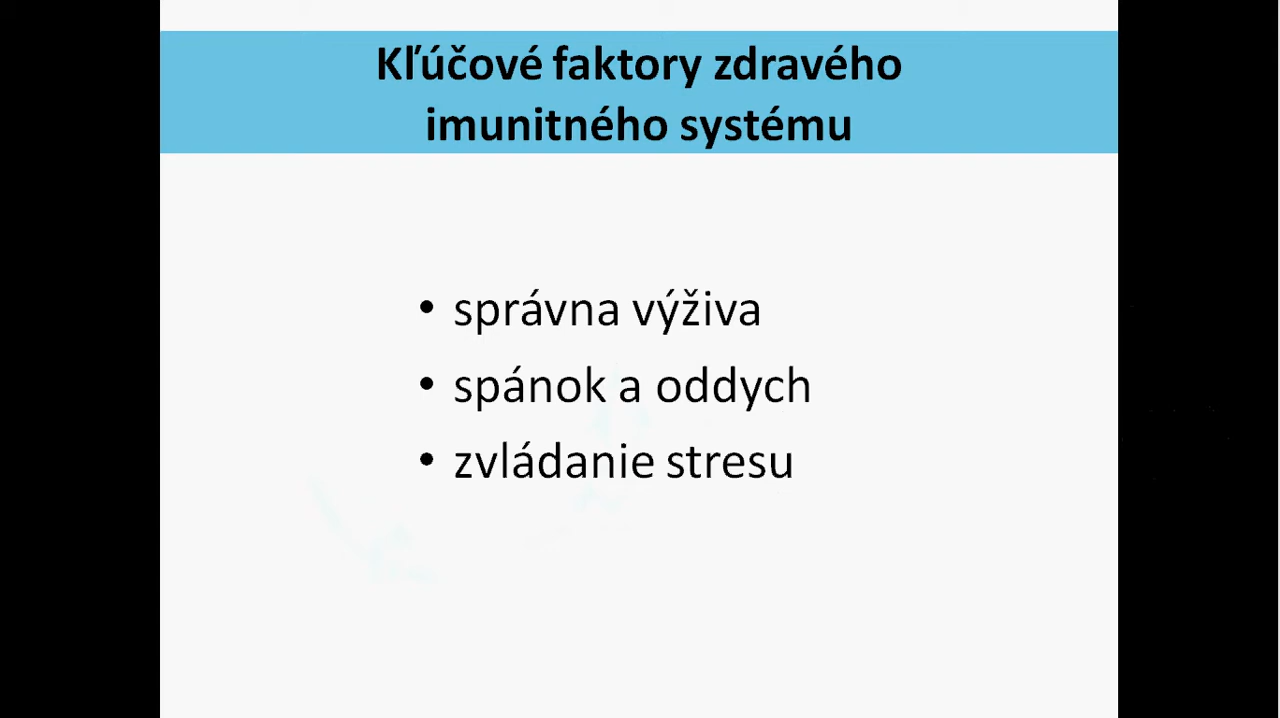 Kľúčové faktory zdravého
imunitného systému
• správna výživa
• spánok a oddych
• zvládanie stresu